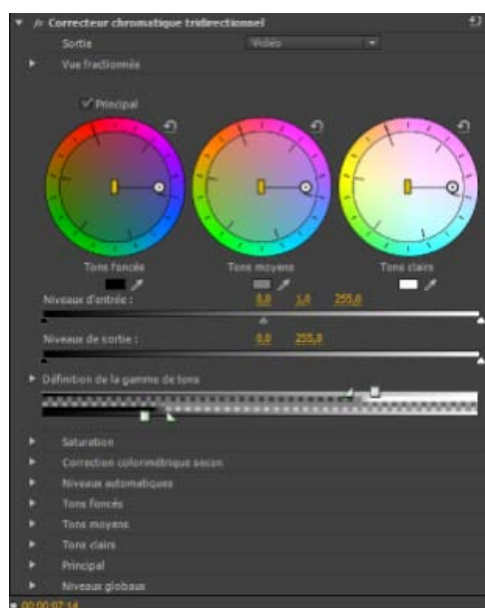 fx Correcteur chromatique tridirectionnel
Sortie Vidéo
Vue fractionnée
Principal
Tons foncés Tons moyens Tons clairs
Niveaux d'entrée : 0,0 1,0 255,0
Niveaux de sortie : 0,0 255,0
Définition de la gamme de tons
Saturation
Correction colorimétrique secon
Niveaux automatiques
Tons foncés
Tons moyens
Tons clairs
Principal
Niveaux globaux
00:00:07:14